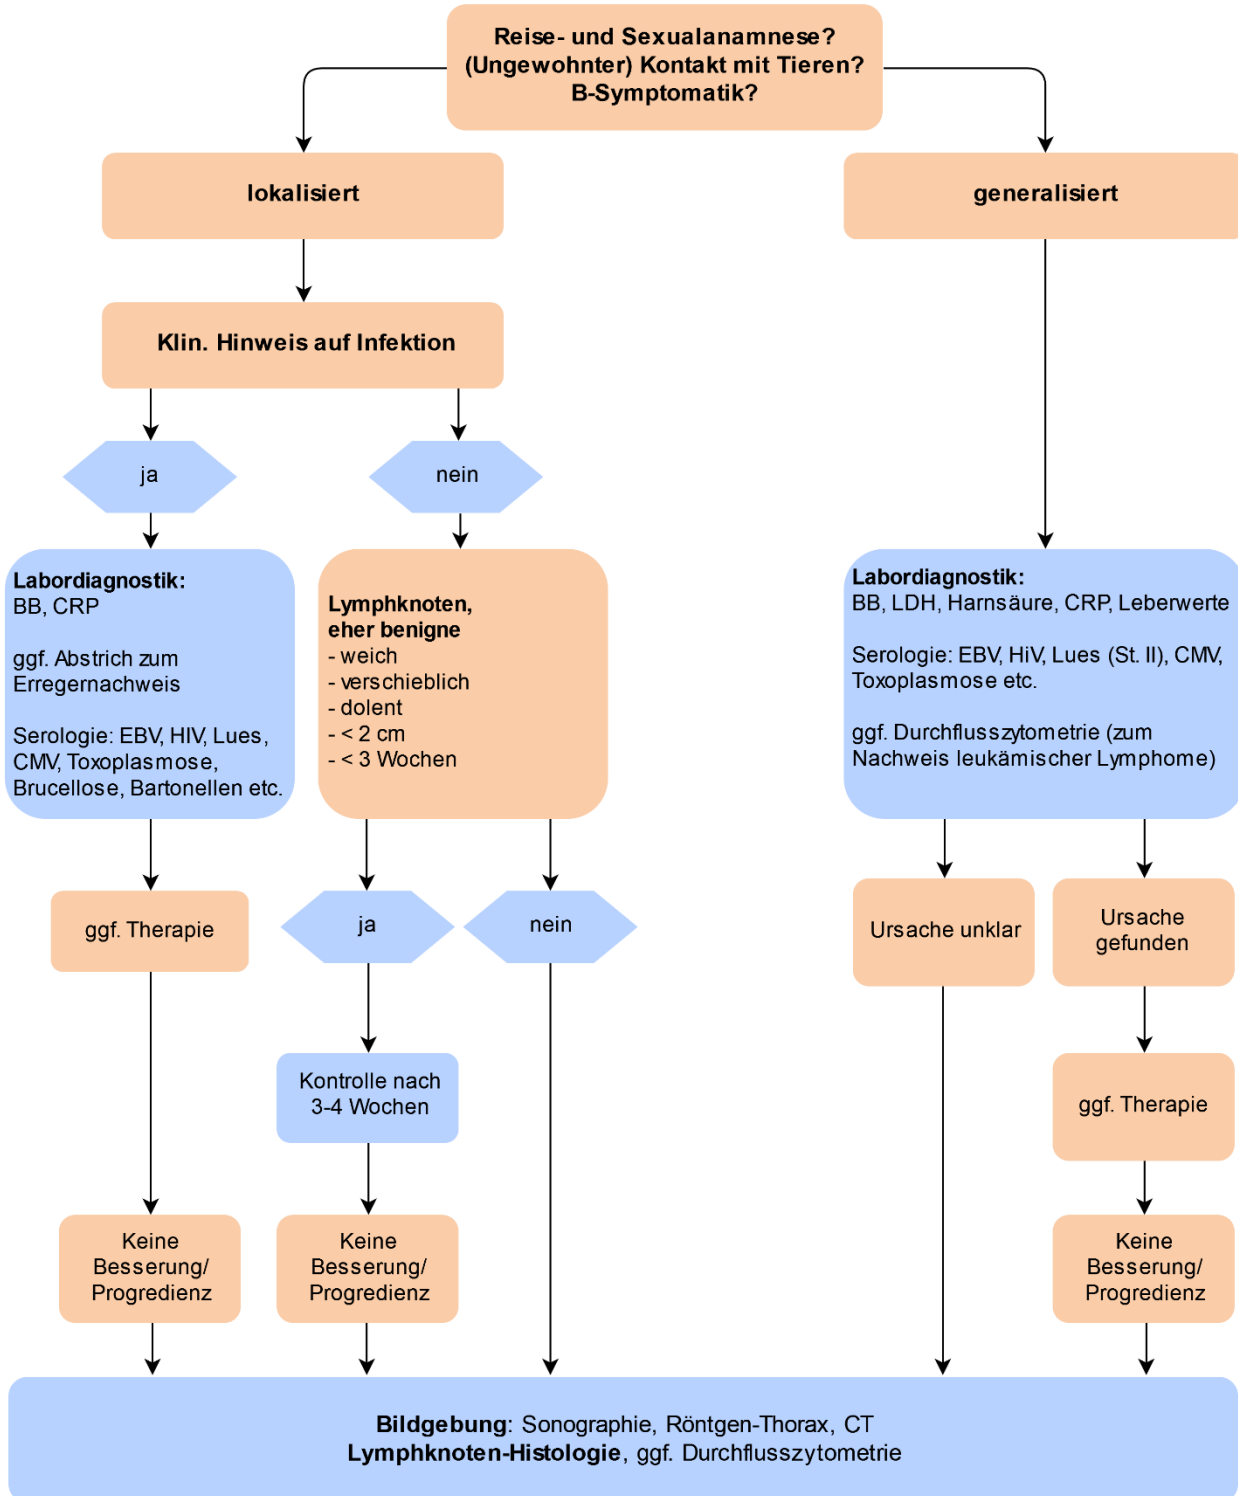 Reise- und Sexualanamnese?
(Ungewohnter) Kontakt mit Tieren?
B-Symptomatik?
lokalisiert
generalisiert
Klin. Hinweis auf Infektion
ja
nein
Labordiagnostik:
BB, CRP
ggf. Abstrich zum
Erregernachweis
Serologie: EBV, HIV, Lues,
CMV, Toxoplasmose,
Brucellose, Bartonellen etc.
Lymphknoten,
eher benigne
- weich
- verschieblich
- dolent
- < 2 cm
- < 3 Wochen
Labordiagnostik:
BB, LDH, Harnsäure, CRP, Leberwerte
Serologie: EBV, HiV, Lues (St. II), CMV,
Toxoplasmose etc.
ggf. Durchflusszytometrie (zum
Nachweis leukämischer Lymphome)
ggf. Therapie
ja
nein
Ursache unklar
Ursache
gefunden
Kontrolle nach
3-4 Wochen
ggf. Therapie
Keine
Besserung/
Progredienz
Keine
Besserung/
Progredienz
Keine
Besserung/
Progredienz
Bildgebung: Sonographie, Röntgen-Thorax, CT
Lymphknoten-Histologie, ggf. Durchflusszytometrie